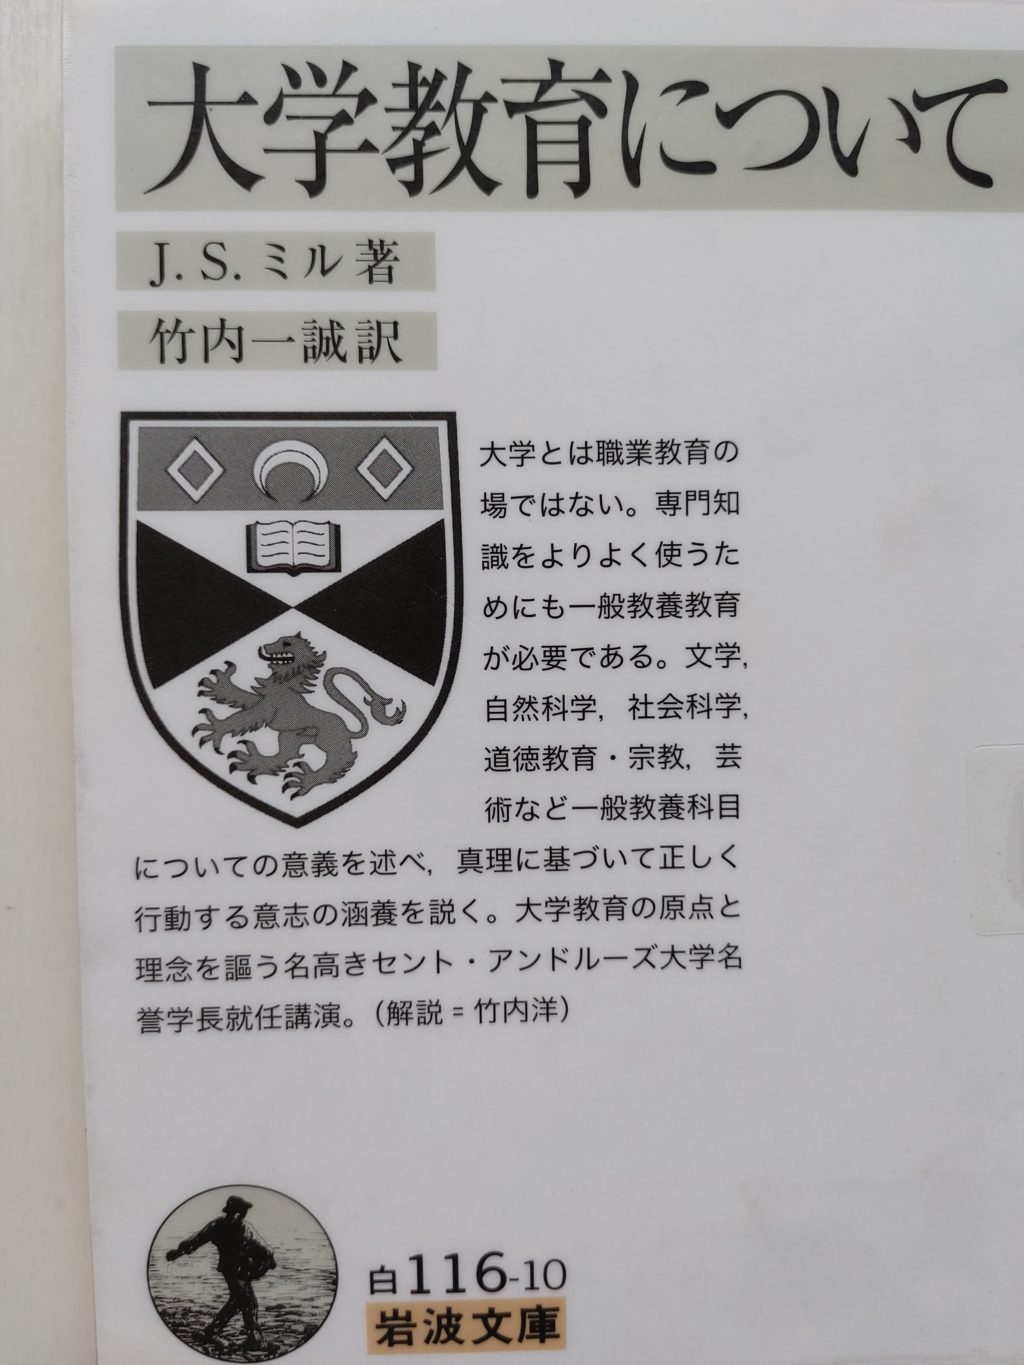 大学教育について
J. S. ミル著
竹内一誠訳
大学とは職業教育の
場ではない。専門知
識をよりよく使うた
めにも一般教養教育
が必要である。文学,
自然科学, 社会科学,
道徳教育・宗教, 芸
術など一般教養科目
についての意義を述べ, 真理に基づいて正しく
行動する意志の涵養を説く。大学教育の原点と
理念を謳う名高きセント・アンドルーズ大学名
誉学長就任講演。(解説＝竹内洋)
白116-10
岩波文庫